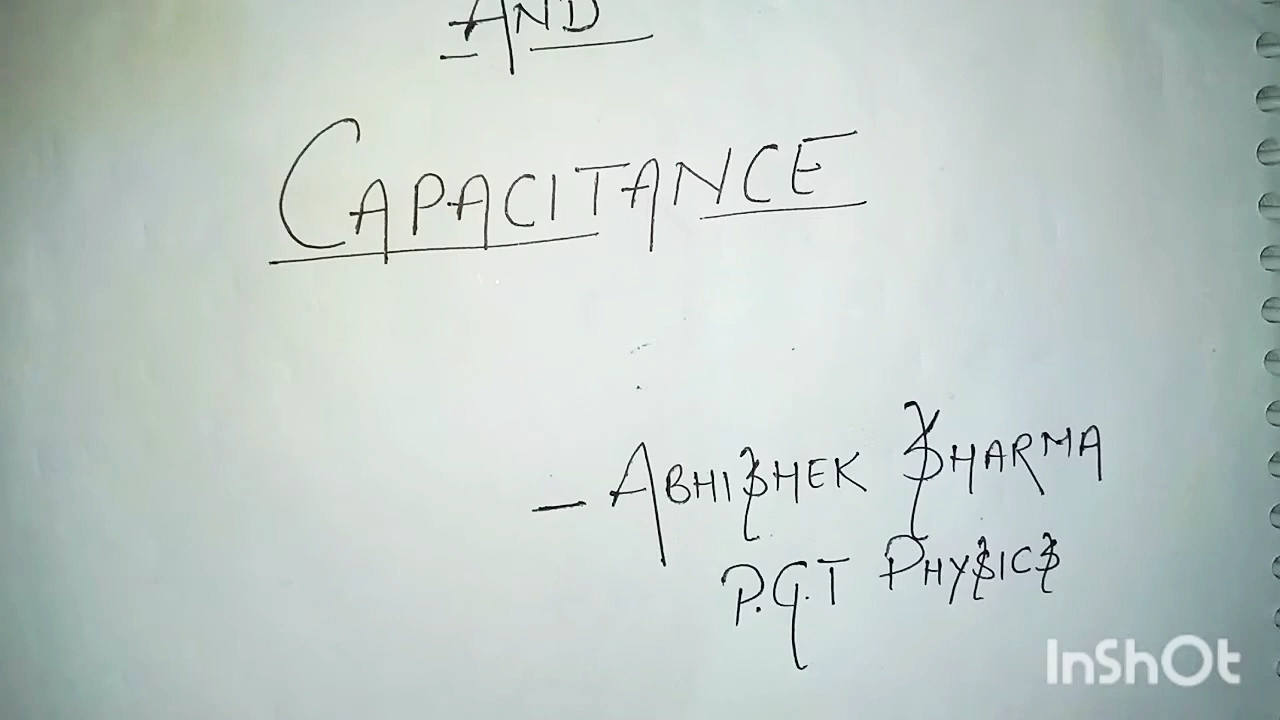 AND
CAPACITANCE
- ABHISHEK SHARMA
P.G.T PHYSICS
InShOt